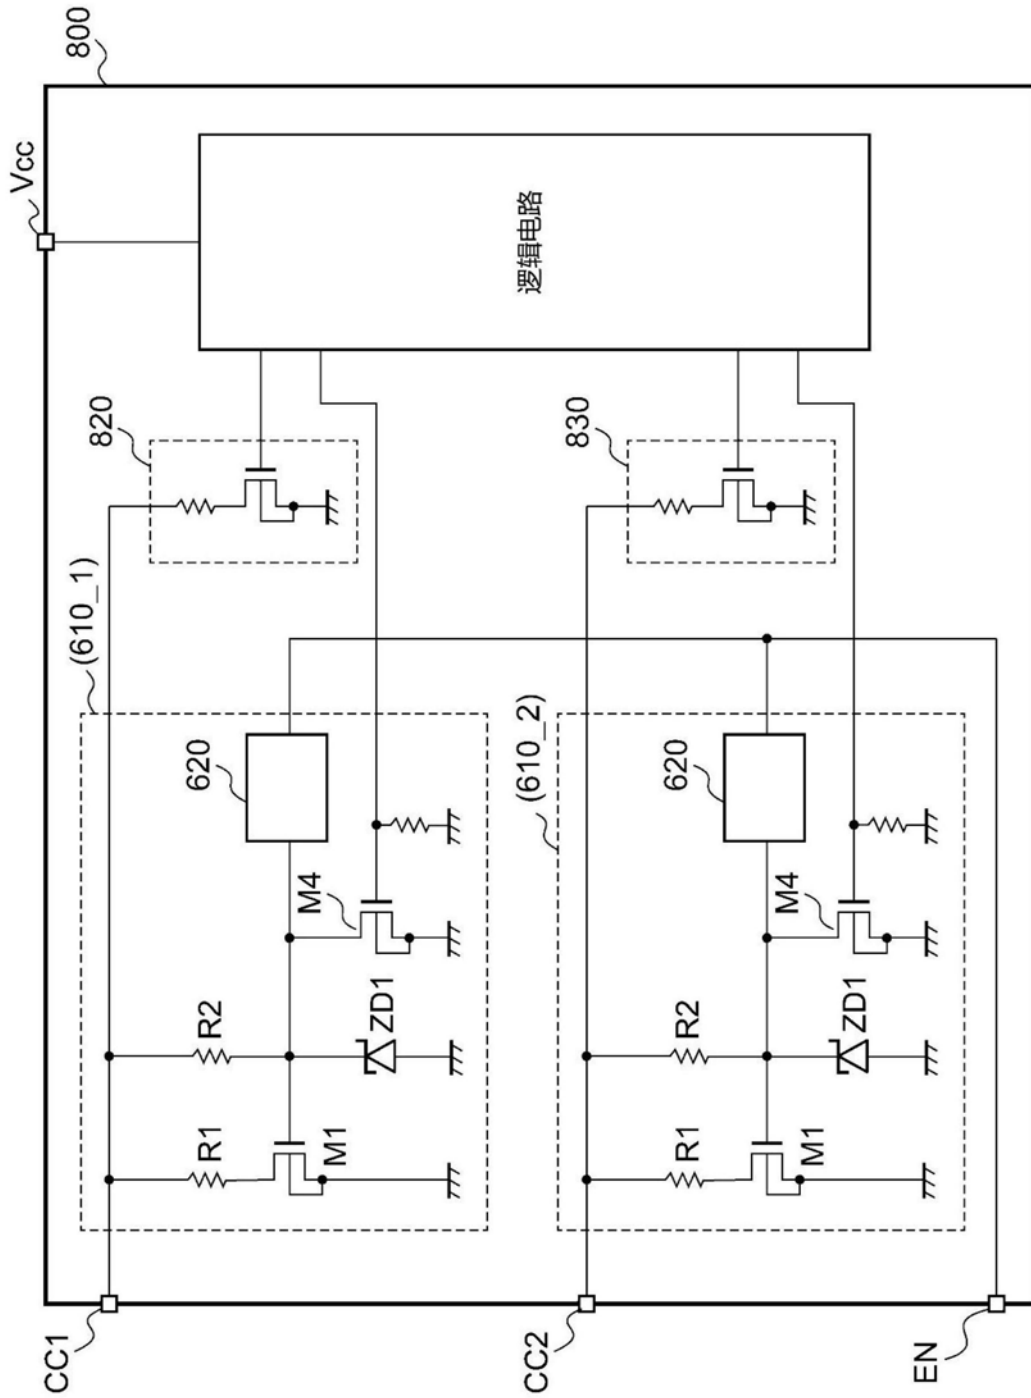 800
Vcc
逻辑电路
820
830
(610_1)
620
M4
R2
ZD1
R1
M1
(610_2)
620
M4
R2
ZD1
R1
M1
CC1
CC2
EN